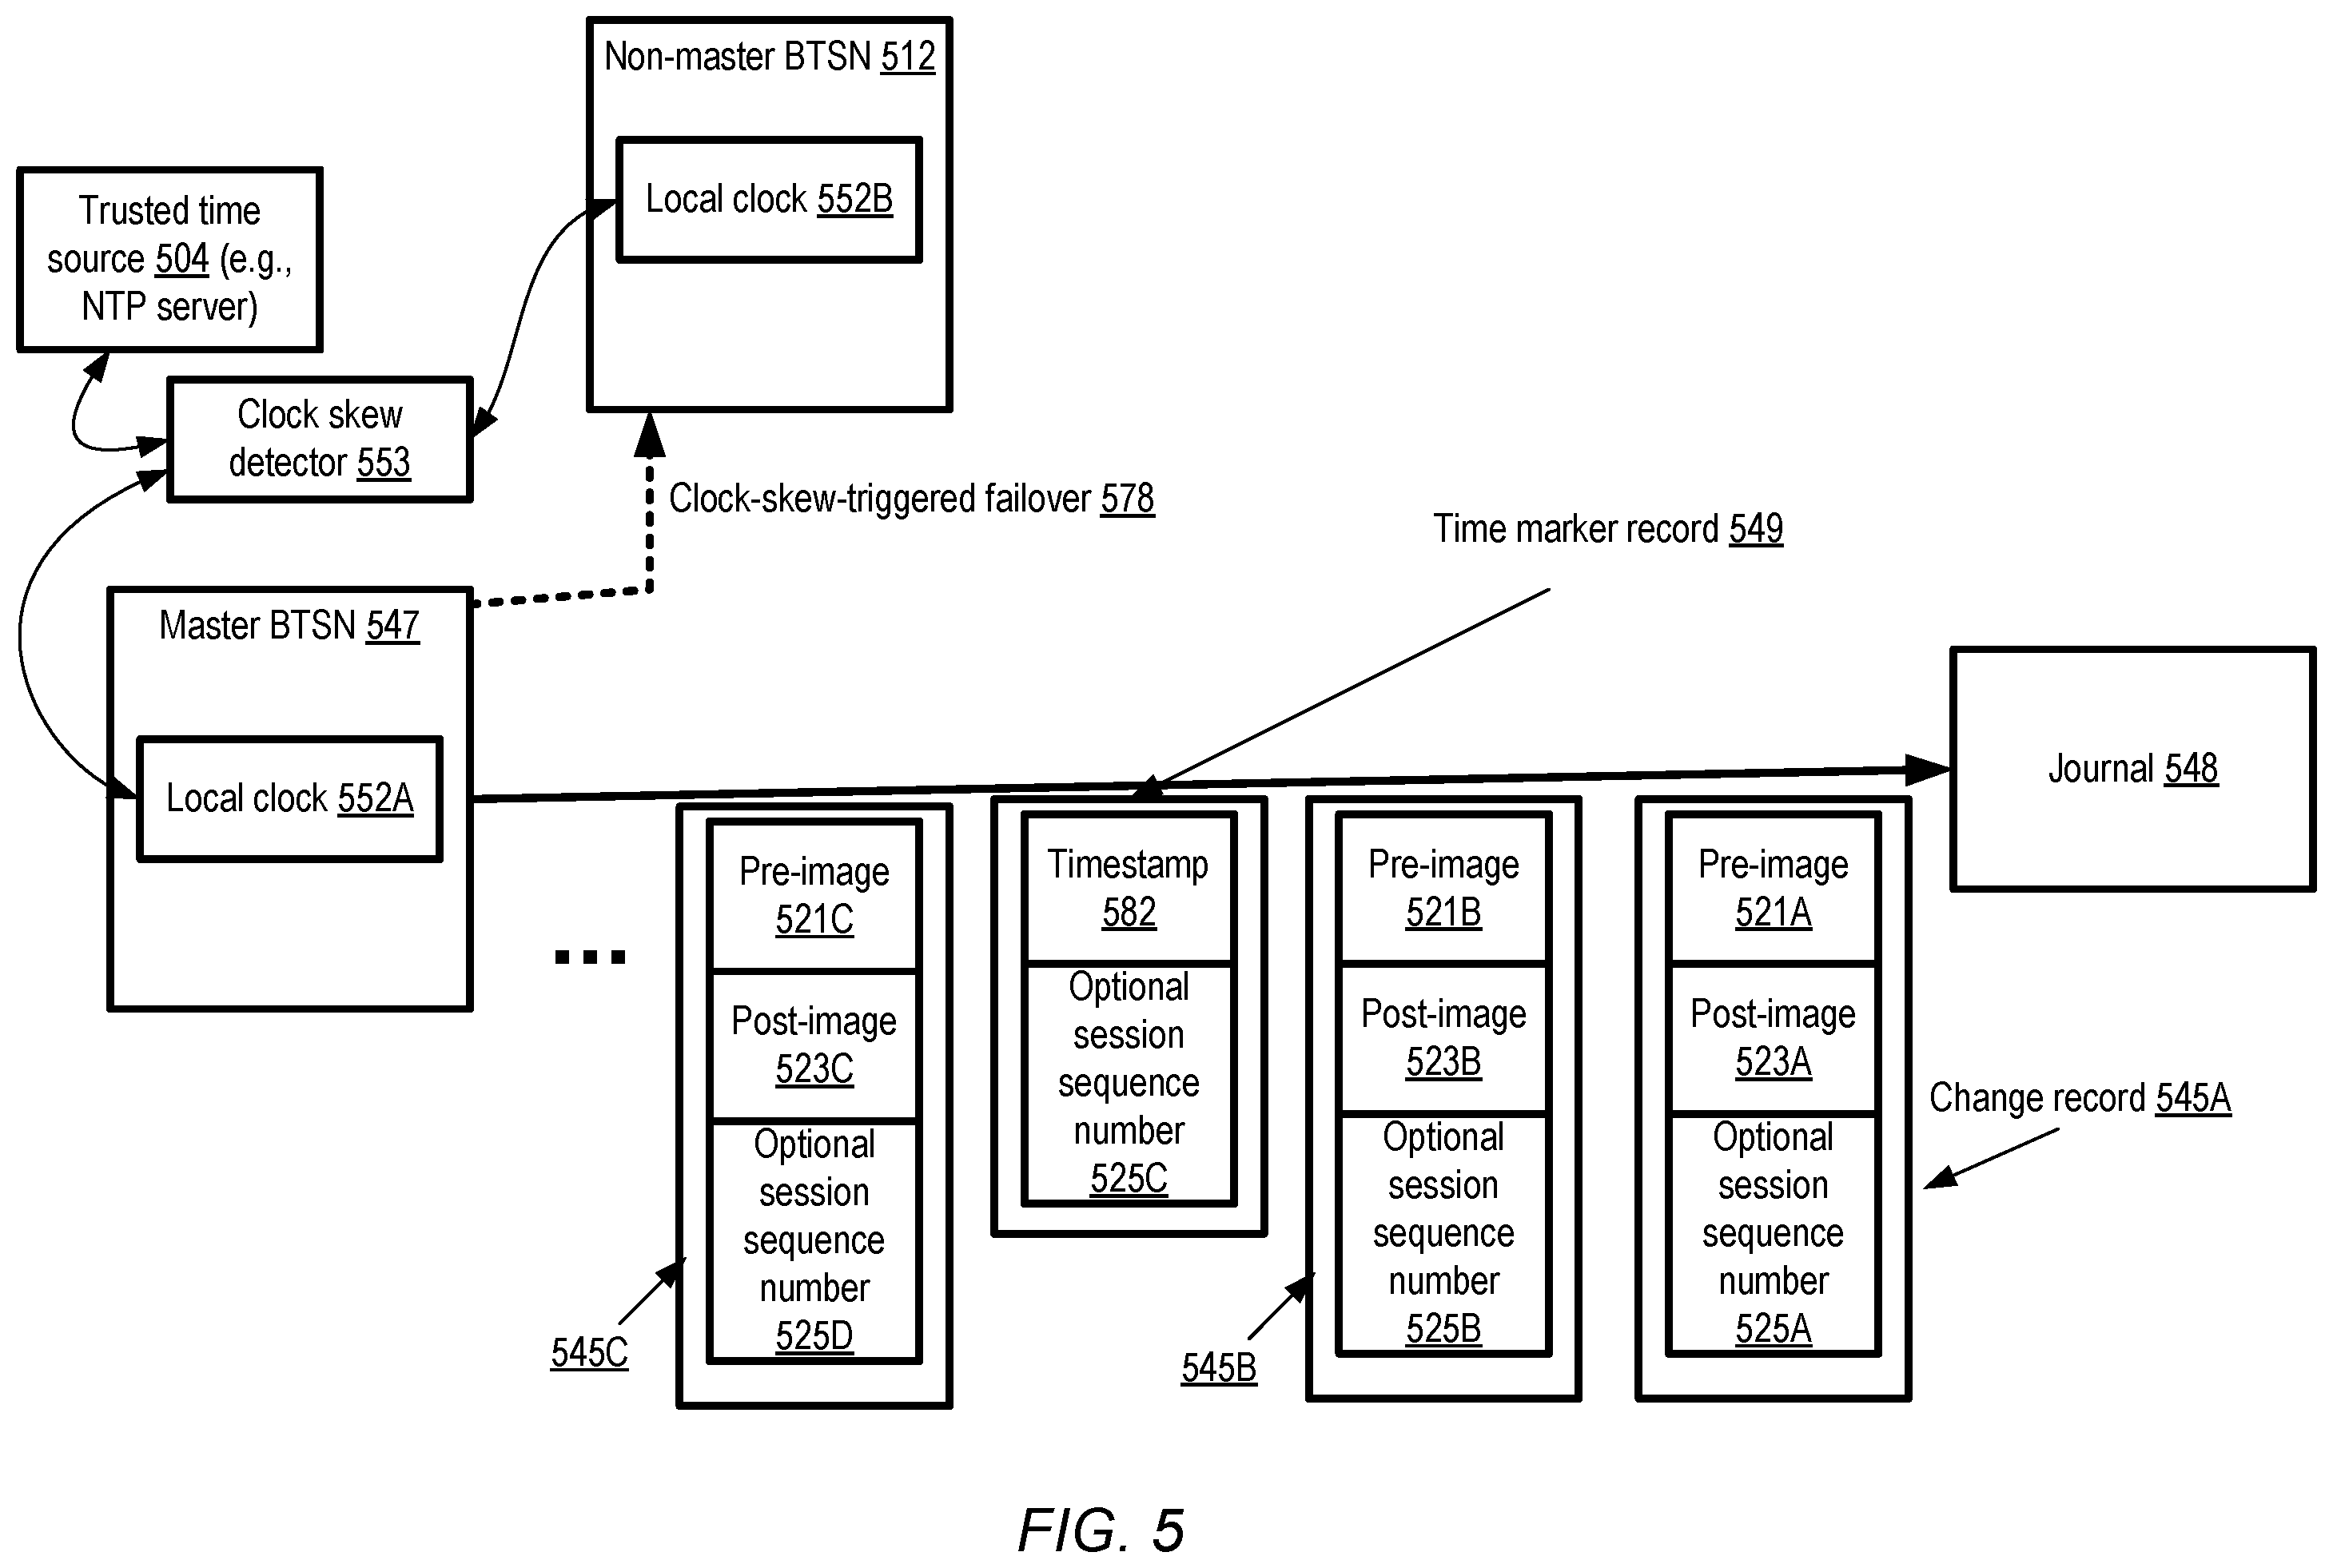 Non-master BTSN 512
Local clock 552B
Trusted time
source 504 (e.g.,
NTP server)
Clock skew
detector 553
Clock-skew-triggered failover 578
Time marker record 549
Master BTSN 547
Local clock 552A
Journal 548
Pre-image
521C
Post-image
523C
Optional
session
sequence
number
525D
545C
Timestamp
582
Optional
session
sequence
number
525C
Pre-image
521B
Post-image
523B
Optional
session
sequence
number
525B
545B
Pre-image
521A
Post-image
523A
Optional
session
sequence
number
525A
Change record 545A
FIG. 5